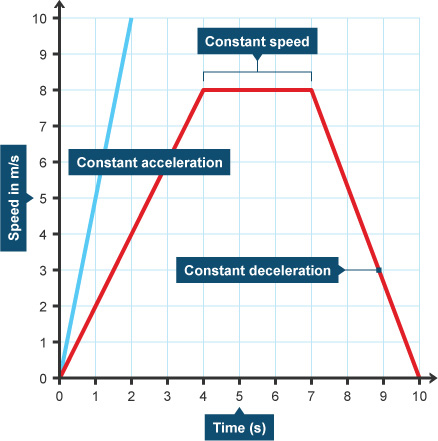 10
Constant speed
9
8
7
Constant acceleration
6
Speed in m/s
5
4
Constant deceleration
3
2
1
0
0 1 2 3 4 5 6 7 8 9 10
Time (s)